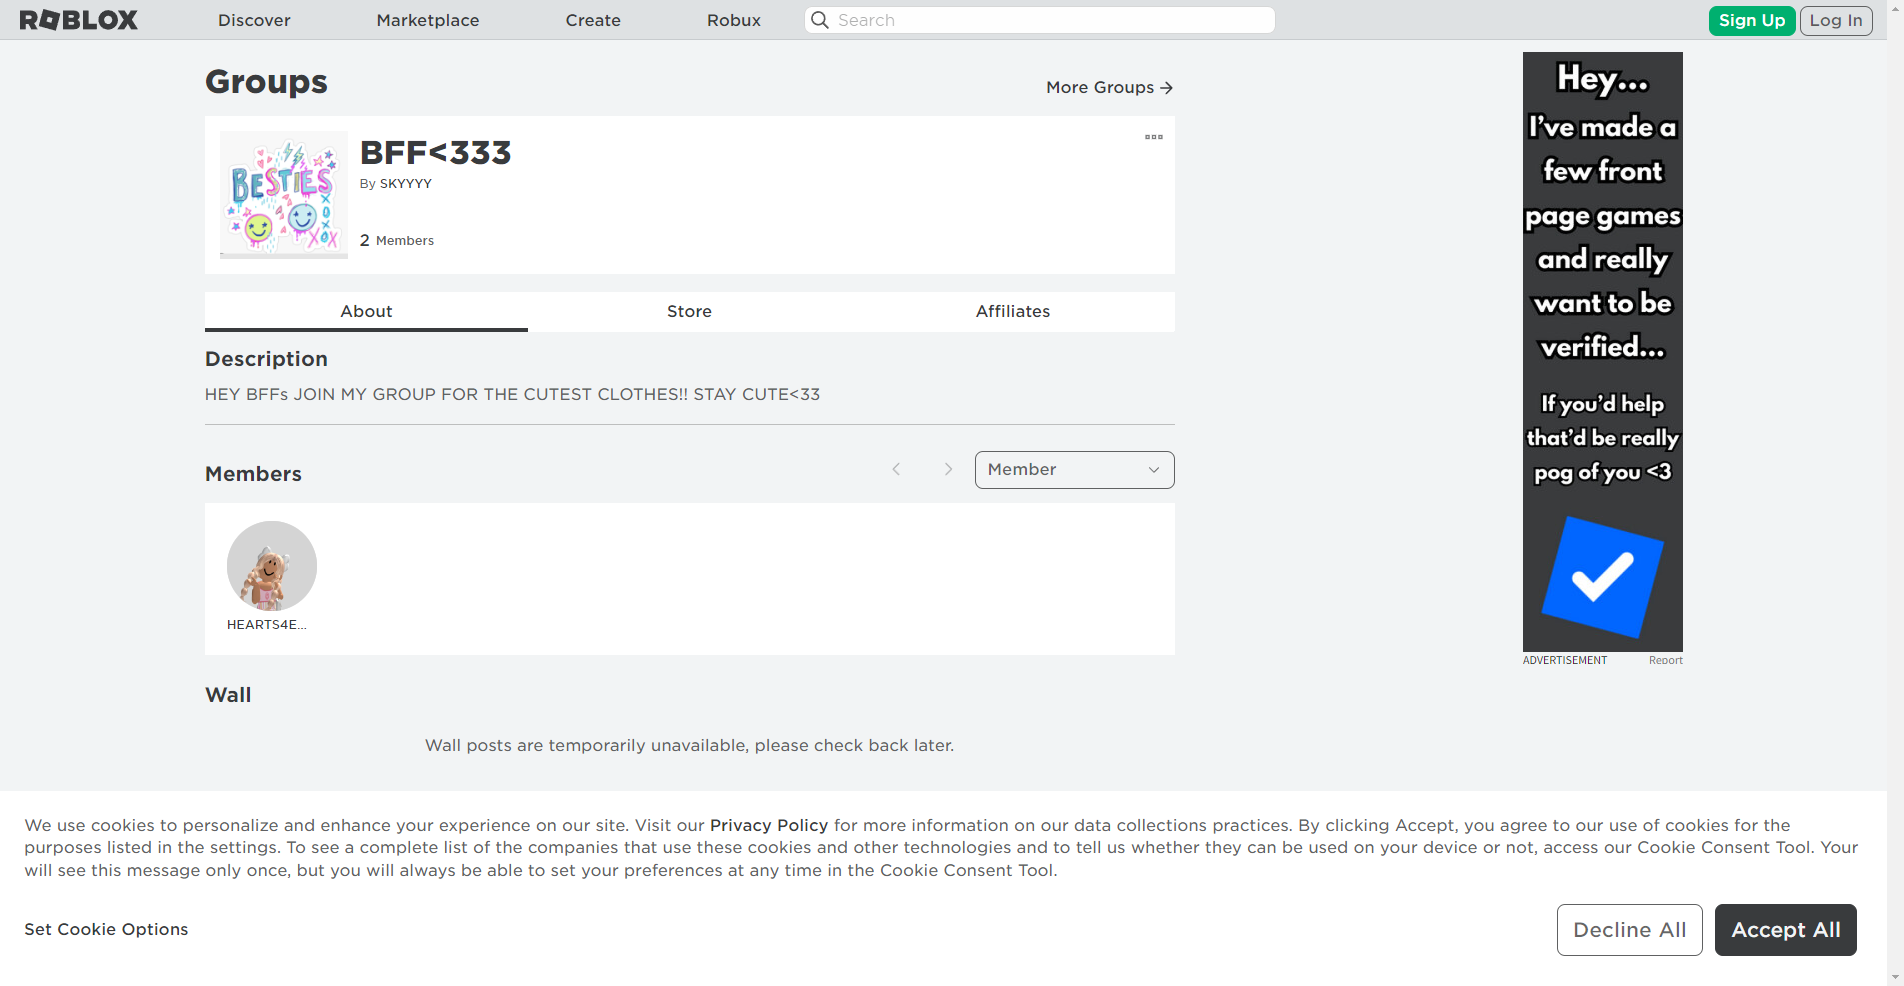 ROBLOX
Discover
Marketplace
Create
Robux
Search
Sign Up
Log In
Groups
More Groups →
BESTIES
XOXOXO
XOX
BFF<333
By SKYYYY
2 Members
About
Store
Affiliates
Description
HEY BFFs JOIN MY GROUP FOR THE CUTEST CLOTHES!! STAY CUTE<33
Members
Member
HEARTS4E...
Wall
Wall posts are temporarily unavailable, please check back later.
Hey...
I've made a
few front
page games
and really
want to be
verified...
If you'd help
that'd be really
pog of you <3
ADVERTISEMENT
Report
We use cookies to personalize and enhance your experience on our site. Visit our Privacy Policy for more information on our data collections practices. By clicking Accept, you agree to our use of cookies for the
purposes listed in the settings. To see a complete list of the companies that use these cookies and other technologies and to tell us whether they can be used on your device or not, access our Cookie Consent Tool. Your
will see this message only once, but you will always be able to set your preferences at any time in the Cookie Consent Tool.
Set Cookie Options
Decline All
Accept All